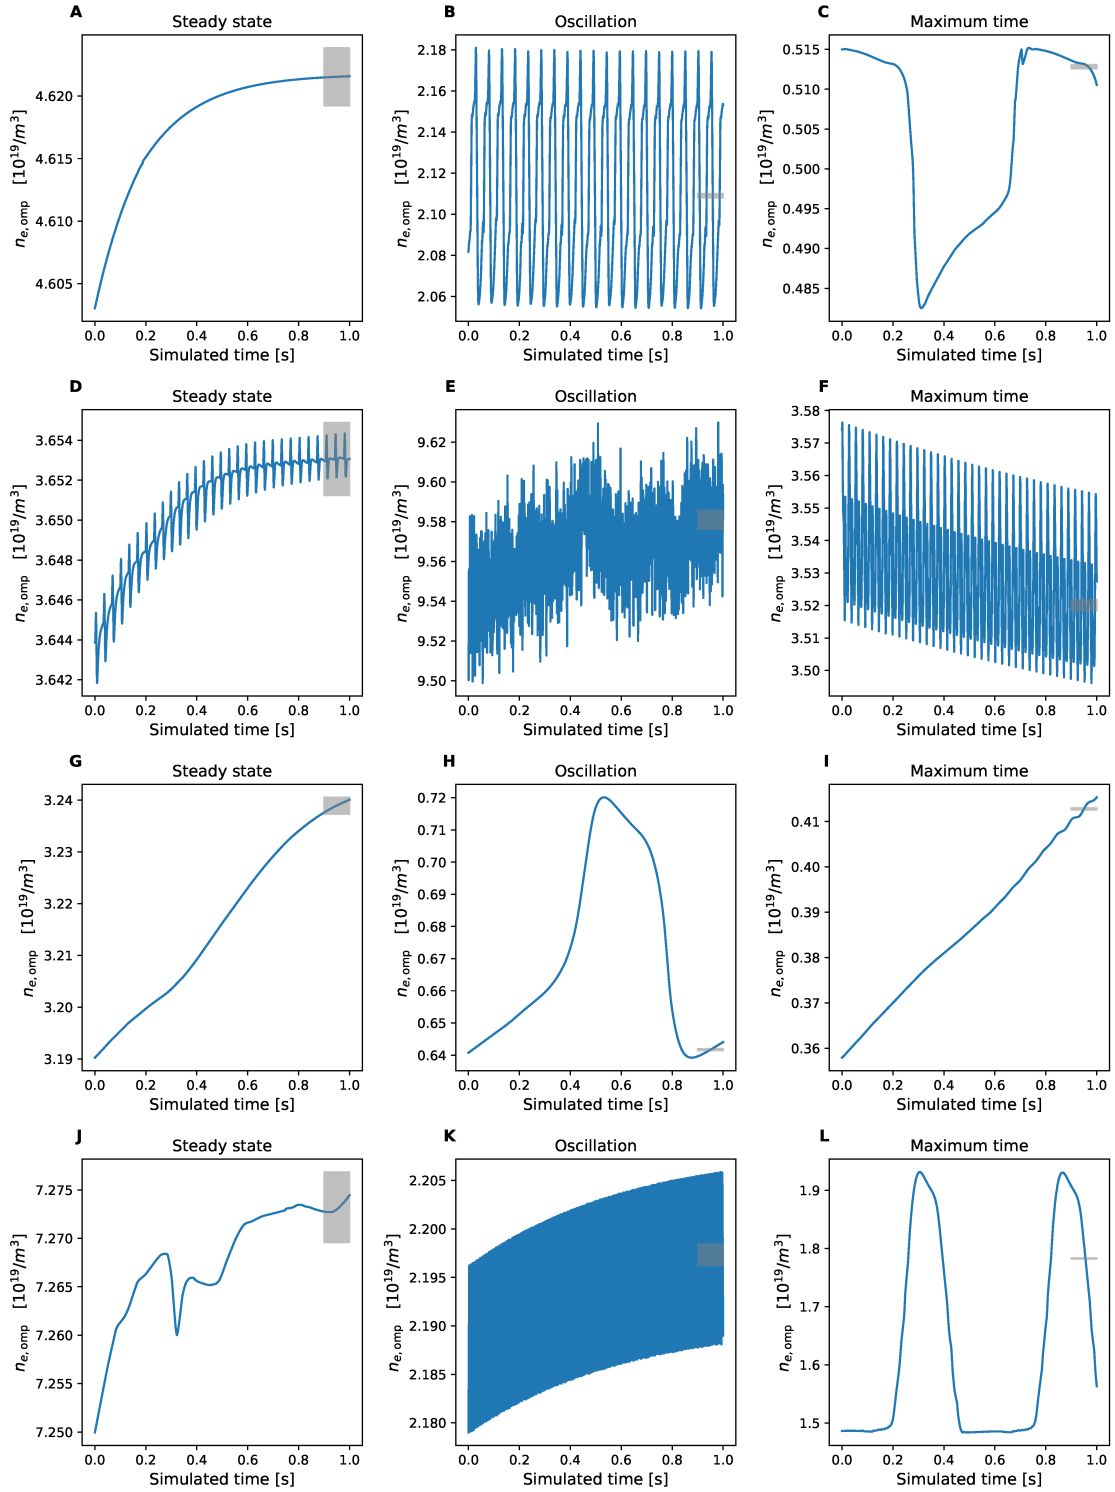 A
Steady state
4.620
4.615
4.610
4.605
n_e,omp [10^19/m^3]
0.0 0.2 0.4 0.6 0.8 1.0
Simulated time [s]
B
Oscillation
2.18
2.16
2.14
2.12
2.10
2.08
2.06
n_e,omp [10^19/m^3]
0.0 0.2 0.4 0.6 0.8 1.0
Simulated time [s]
C
Maximum time
0.515
0.510
0.505
0.500
0.495
0.490
0.485
n_e,omp [10^19/m^3]
0.0 0.2 0.4 0.6 0.8 1.0
Simulated time [s]
D
Steady state
3.654
3.652
3.650
3.648
3.646
3.644
3.642
n_e,omp [10^19/m^3]
0.0 0.2 0.4 0.6 0.8 1.0
Simulated time [s]
E
Oscillation
9.62
9.60
9.58
9.56
9.54
9.52
9.50
n_e,omp [10^19/m^3]
0.0 0.2 0.4 0.6 0.8 1.0
Simulated time [s]
F
Maximum time
3.58
3.57
3.56
3.55
3.54
3.53
3.52
3.51
3.50
n_e,omp [10^19/m^3]
0.0 0.2 0.4 0.6 0.8 1.0
Simulated time [s]
G
Steady state
3.24
3.23
3.22
3.21
3.20
3.19
n_e,omp [10^19/m^3]
0.0 0.2 0.4 0.6 0.8 1.0
Simulated time [s]
H
Oscillation
0.72
0.71
0.70
0.69
0.68
0.67
0.66
0.65
0.64
n_e,omp [10^19/m^3]
0.0 0.2 0.4 0.6 0.8 1.0
Simulated time [s]
I
Maximum time
0.41
0.40
0.39
0.38
0.37
0.36
n_e,omp [10^19/m^3]
0.0 0.2 0.4 0.6 0.8 1.0
Simulated time [s]
J
Steady state
7.275
7.270
7.265
7.260
7.255
7.250
n_e,omp [10^19/m^3]
0.0 0.2 0.4 0.6 0.8 1.0
Simulated time [s]
K
Oscillation
2.205
2.200
2.195
2.190
2.185
2.180
n_e,omp [10^19/m^3]
0.0 0.2 0.4 0.6 0.8 1.0
Simulated time [s]
L
Maximum time
1.9
1.8
1.7
1.6
1.5
n_e,omp [10^19/m^3]
0.0 0.2 0.4 0.6 0.8 1.0
Simulated time [s]